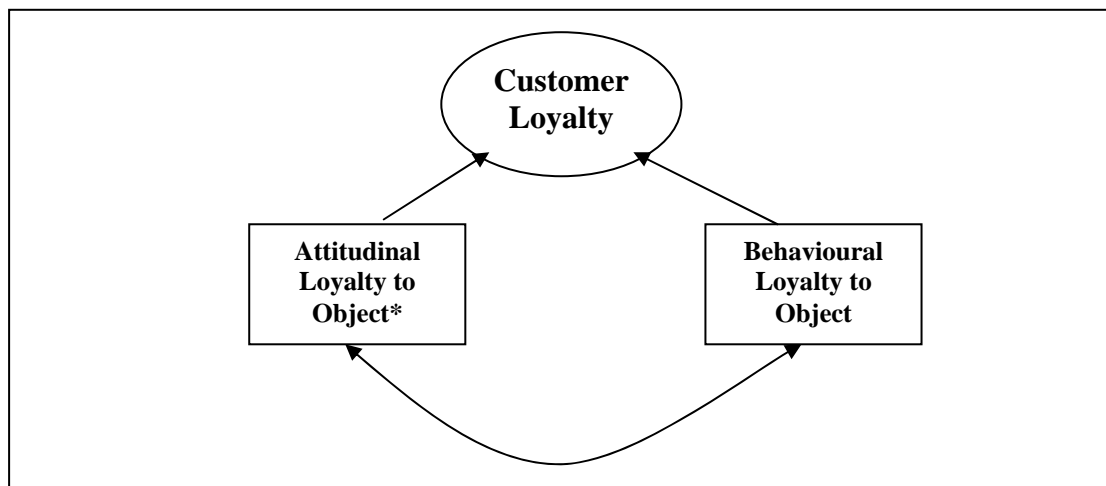 Customer
Loyalty
Attitudinal
Loyalty to
Object*
Behavioural
Loyalty to
Object